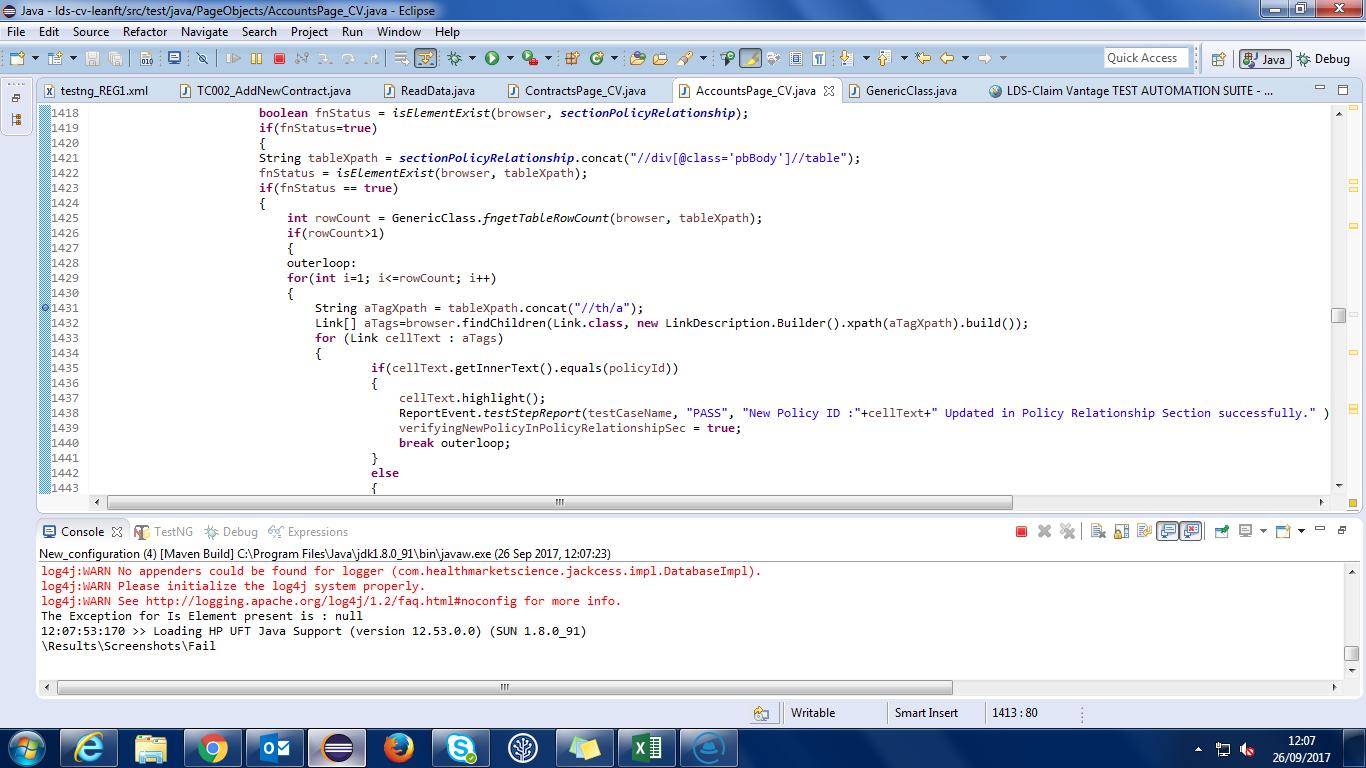 Java - lds-cv-leanft/src/test/java/PageObjects/AccountsPage_CV.java - Eclipse
File Edit Source Refactor Navigate Search Project Run Window Help
Quick Access Java Debug
testng_REG1.xml TC002_AddNewContract.java ReadData.java ContractsPage_CV.java AccountsPage_CV.java GenericClass.java LDS-Claim Vantage TEST AUTOMATION SUITE - ...
1418 boolean fnStatus = isElementExist(browser, sectionPolicyRelationship);
1419 if(fnStatus=true)
1420 {
1421 String tableXpath = sectionPolicyRelationship.concat("//div[@class='pbBody']//table");
1422 fnStatus = isElementExist(browser, tableXpath);
1423 if(fnStatus == true)
1424 {
1425 int rowCount = GenericClass.fngetTableRowCount(browser, tableXpath);
1426 if(rowCount>1)
1427 {
1428 outerloop:
1429 for(int i=1; i<=rowCount; i++)
1430 {
1431 String aTagXpath = tableXpath.concat("//th/a");
1432 Link[] aTags=browser.findChildren(Link.class, new LinkDescription.Builder().xpath(aTagXpath).build());
1433 for (Link cellText : aTags)
1434 {
1435 if(cellText.getInnerText().equals(policyId))
1436 {
1437 cellText.highlight();
1438 ReportEvent.testStepReport(testCaseName, "PASS", "New Policy ID :"+cellText+" Updated in Policy Relationship Section successfully." )
1439 verifyingNewPolicyInPolicyRelationshipSec = true;
1440 break outerloop;
1441 }
1442 else
1443 {
Console TestNG Debug Expressions
New_configuration (4) [Maven Build] C:\Program Files\Java\jdk1.8.0_91\bin\javaw.exe (26 Sep 2017, 12:07:23)
log4j:WARN No appenders could be found for logger (com.healthmarketscience.jackcess.impl.DatabaseImpl).
log4j:WARN Please initialize the log4j system properly.
log4j:WARN See http://logging.apache.org/log4j/1.2/faq.html#noconfig for more info.
The Exception for Is Element present is : null
12:07:53:170 >> Loading HP UFT Java Support (version 12.53.0.0) (SUN 1.8.0_91)
\Results\Screenshots\Fail
Writable Smart Insert 1413 : 80
12:07
26/09/2017